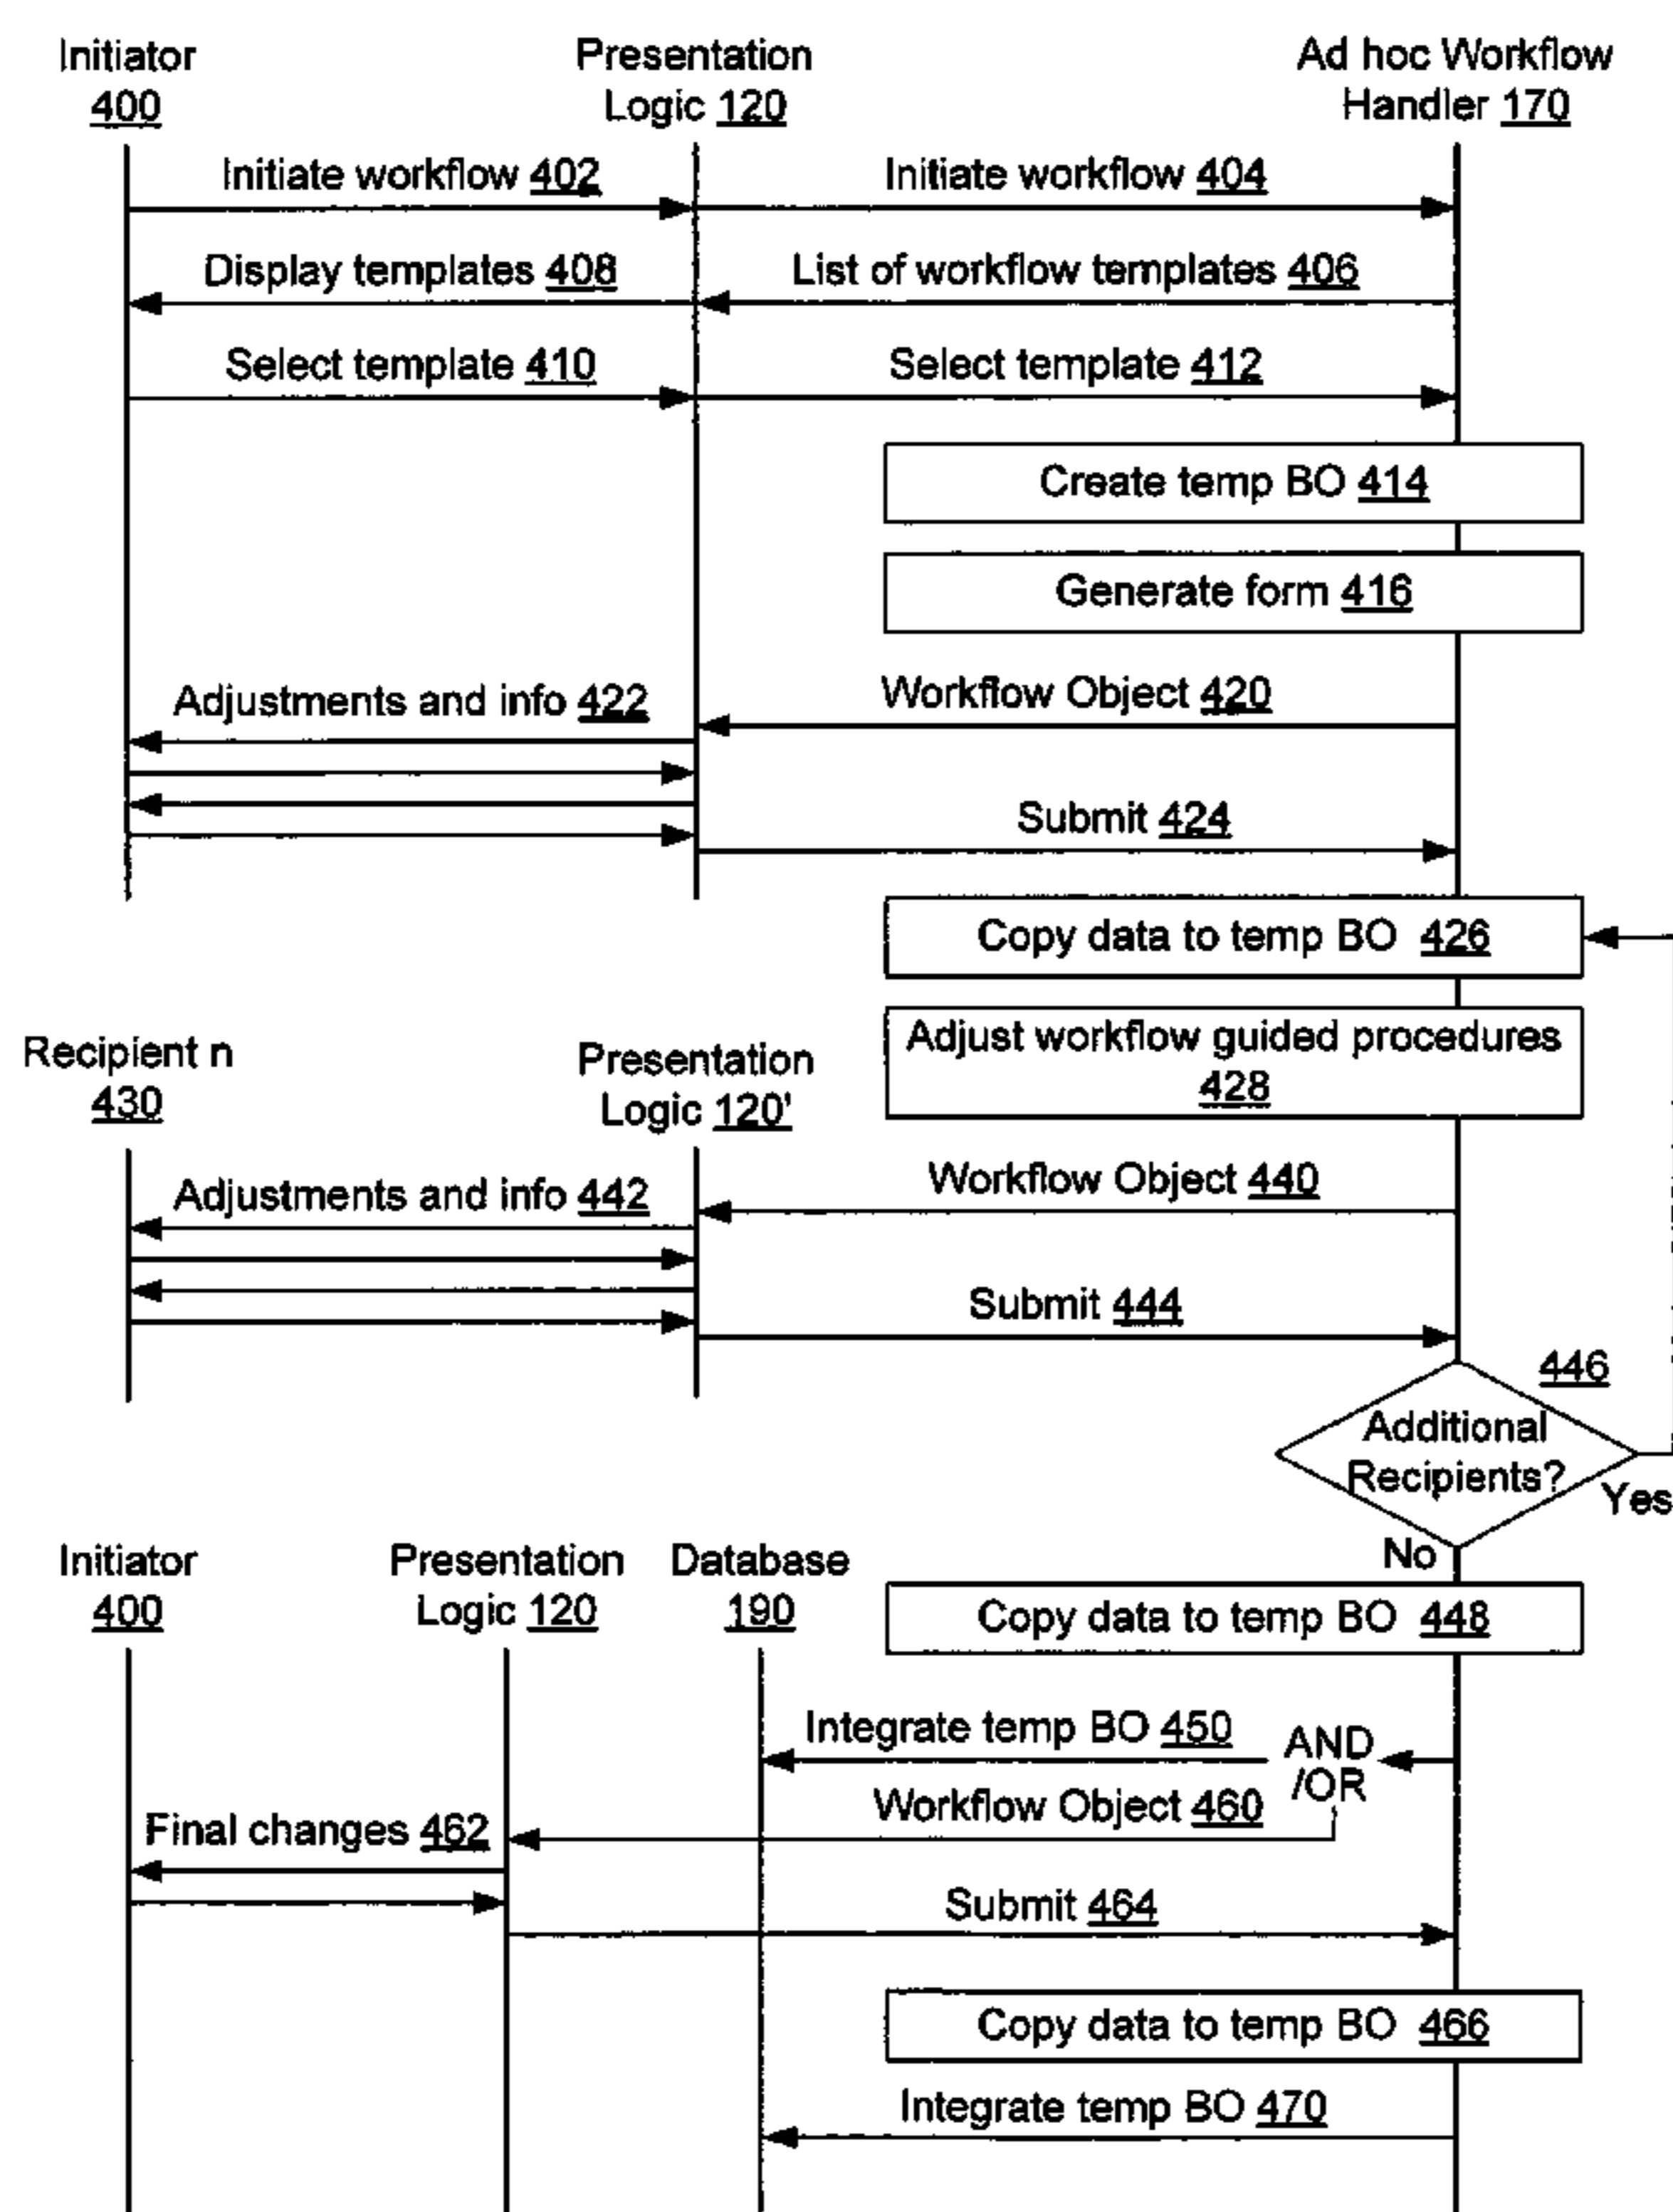 Initiator
400
Presentation
Logic 120
Ad hoc Workflow
Handler 170
Initiate workflow 402
Initiate workflow 404
Display templates 408
List of workflow templates 406
Select template 410
Select template 412
Create temp BO 414
Generate form 416
Adjustments and info 422
Workflow Object 420
Submit 424
Copy data to temp BO 426
Adjust workflow guided procedures
428
Recipient n
430
Presentation
Logic 120'
Adjustments and info 442
Workflow Object 440
Submit 444
446
Additional
Recipients?
Yes
No
Initiator
400
Presentation
Logic 120
Database
190
Copy data to temp BO 448
Integrate temp BO 450
AND
/OR
Workflow Object 460
Final changes 462
Submit 464
Copy data to temp BO 466
Integrate temp BO 470